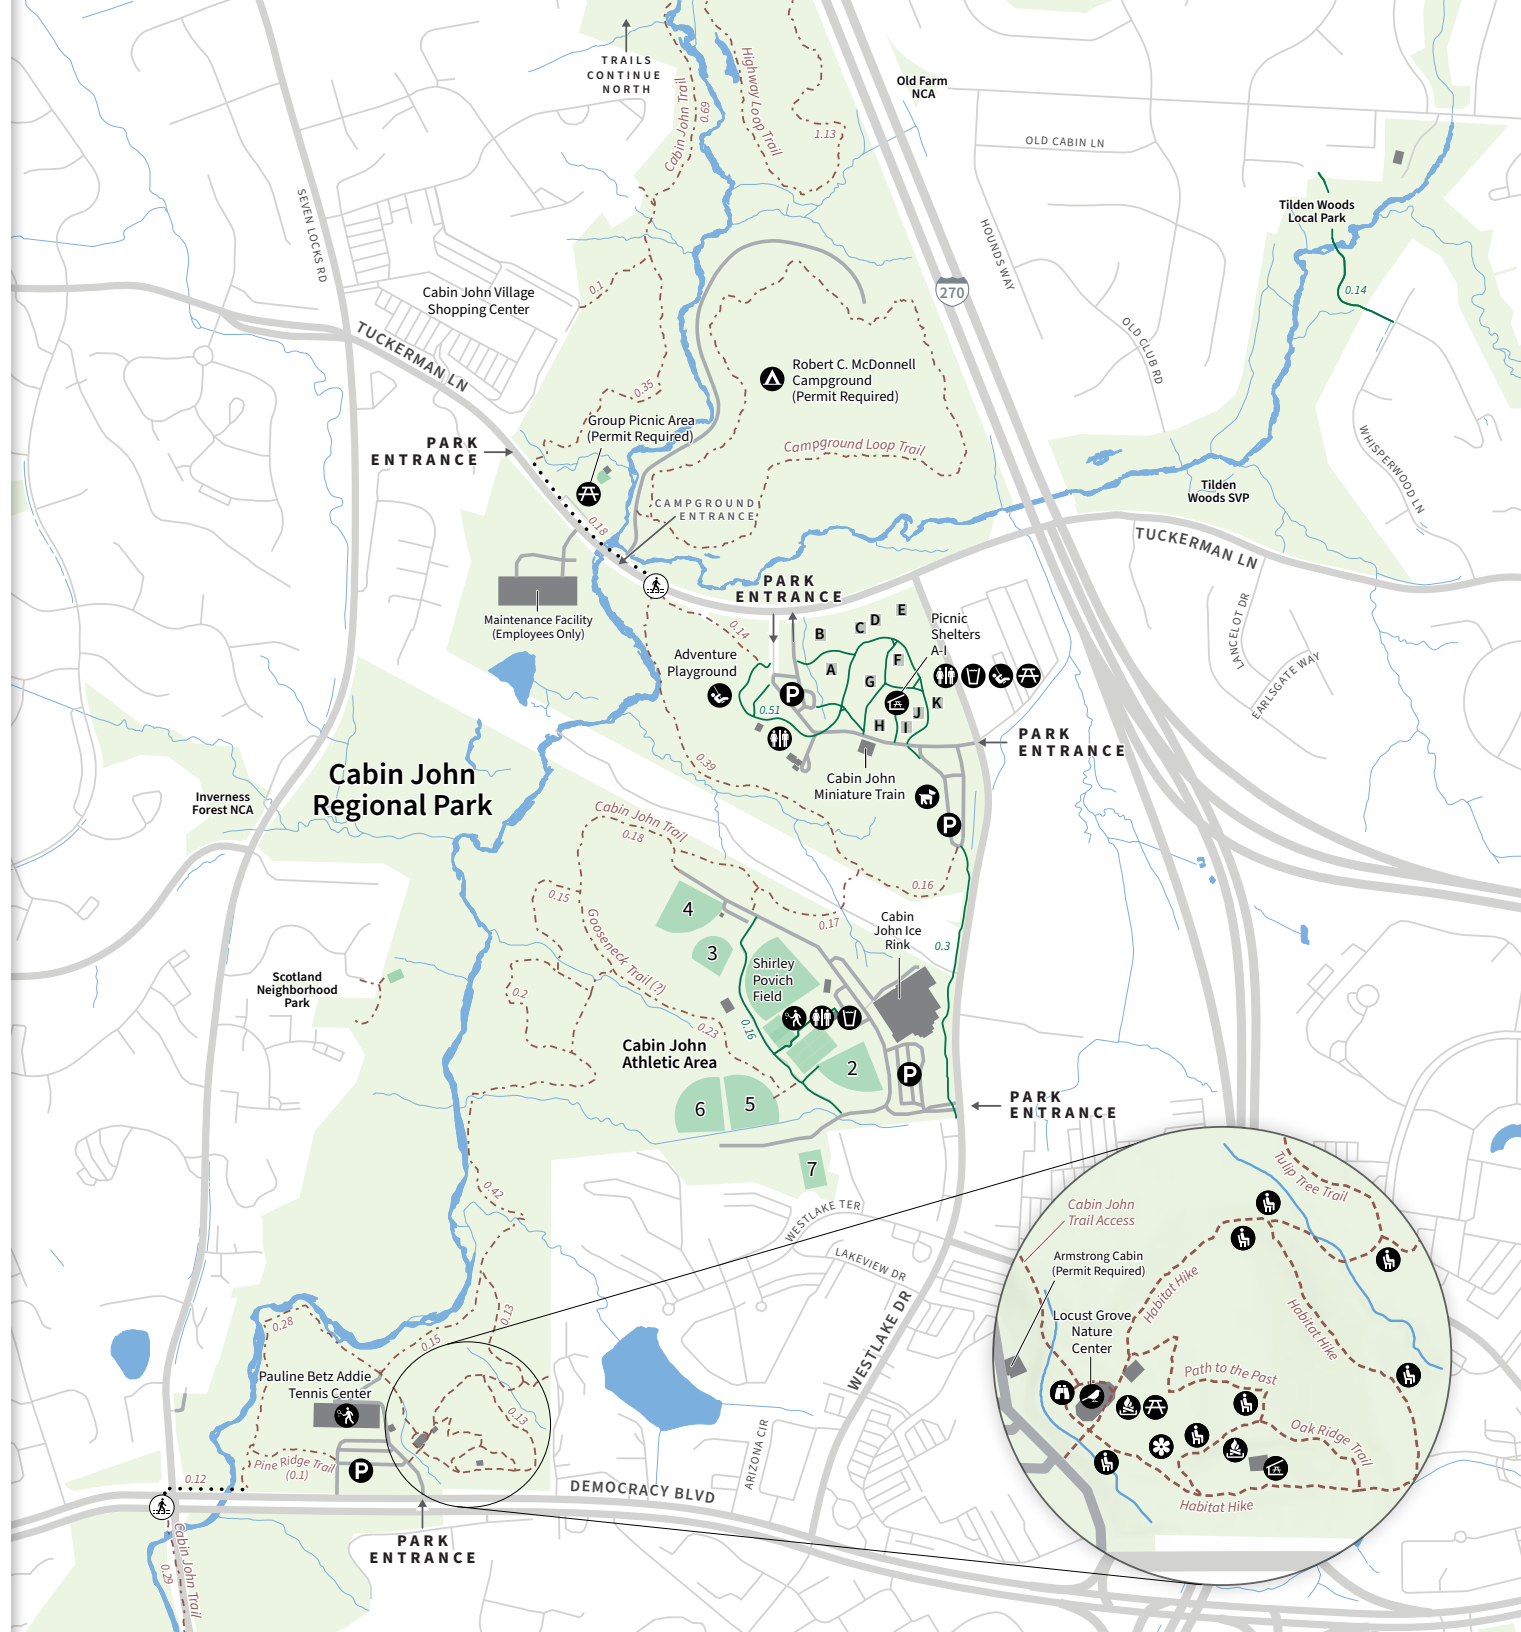 TRAILS
CONTINUE
NORTH
Cabin John Trail
0.69
Highway Loop Trail
1.13
Old Farm
NCA
OLD CABIN LN
SEVEN LOCKS RD
HOUNDS WAY
Tilden Woods
Local Park
0.14
270
OLD CLUB RD
Cabin John Village
Shopping Center
0.1
TUCKERMAN LN
0.35
Robert C. McDonnell
Campground
(Permit Required)
Group Picnic Area
(Permit Required)
Campground Loop Trail
PARK
ENTRANCE
CAMPGROUND
ENTRANCE
0.18
WHISPERWOOD LN
Tilden
Woods SVP
TUCKERMAN LN
LANCELOT DR
EARLSGATE WAY
PARK
ENTRANCE
Maintenance Facility
(Employees Only)
0.14
Adventure
Playground
P
0.51
A
B
C
D
E
F
G
H
I
J
K
Picnic
Shelters
A-I
PARK
ENTRANCE
Cabin John
Miniature Train
P
0.39
Cabin John
Regional Park
Inverness
Forest NCA
Cabin John Trail
0.18
0.15
0.16
0.17
Gooseneck Trail (?)
4
3
Shirley
Povich
Field
Cabin
John Ice
Rink
0.3
0.2
0.23
0.16
Scotland
Neighborhood
Park
Cabin John
Athletic Area
2
P
6
5
7
PARK
ENTRANCE
0.42
WESTLAKE TER
LAKEVIEW DR
WESTLAKE DR
0.28
0.15
0.13
Pauline Betz Addie
Tennis Center
0.13
Pine Ridge Trail
(0.1)
P
0.12
ARIZONA CIR
DEMOCRACY BLVD
PARK
ENTRANCE
Cabin John Trail
0.29
Tulip Tree Trail
Cabin John
Trail Access
Armstrong Cabin
(Permit Required)
Habitat Hike
Locust Grove
Nature
Center
Habitat Hike
Path to the Past
Oak Ridge Trail
Habitat Hike